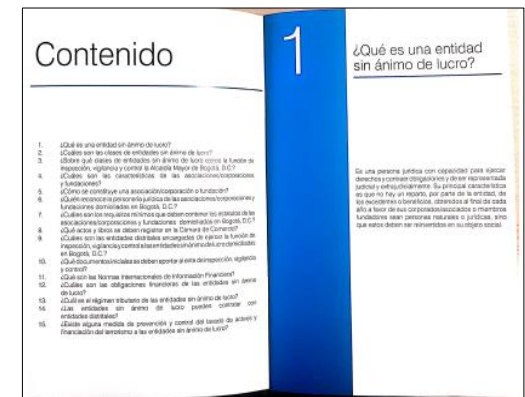 Contenido
1. ¿Qué es una entidad sin ánimo de lucro?
2. ¿Cuáles son las clases de entidades sin ánimo de lucro?
3. ¿Sobre qué clases de entidades sin ánimo de lucro ejerce la función de
inspección, vigilancia y control la Alcaldía Mayor de Bogotá, D.C.?
4. ¿Cuáles son las características de las asociaciones/corporaciones
y fundaciones?
5. ¿Cómo se constituye una asociación/corporación o fundación?
6. ¿Quién reconoce la personería jurídica de las asociaciones/corporaciones y
fundaciones domiciliadas en Bogotá, D.C.?
7. ¿Cuáles son los requisitos mínimos que deben contener los estatutos de las
asociaciones/corporaciones y fundaciones domiciliadas en Bogotá, D.C.?
8. ¿Qué actos y libros se deben registrar en la Cámara de Comercio?
9. ¿Cuáles son las entidades distritales encargadas de ejercer la función de
inspección, vigilancia y control a las entidades sin ánimo de lucro domiciliadas
en Bogotá, D.C.?
10. ¿Qué documentos iniciales se deben aportar al ente de inspección, vigilancia
y control?
11. ¿Qué son las Normas Internacionales de Información Financiera?
12. ¿Cuáles son las obligaciones financieras de las entidades sin ánimo
de lucro?
13. ¿Cuál es el régimen tributario de las entidades sin ánimo de lucro?
14. ¿Las entidades sin ánimo de lucro pueden contratar con
entidades distritales?
15. ¿Existe alguna medida de prevención y control del lavado de activos y
financiación del terrorismo a las entidades sin ánimo de lucro?
1
¿Qué es una entidad
sin ánimo de lucro?
Es una persona jurídica con capacidad para ejercer
derechos y contraer obligaciones y de ser representada
judicial y extrajudicialmente. Su principal característica
es que no hay un reparto, por parte de la entidad, de
los excedentes o beneficios, obtenidos al final de cada
año a favor de sus corporados/asociados o miembros
fundadores sean personas naturales o jurídicas, sino
que estos deben ser reinvertidos en su objeto social.